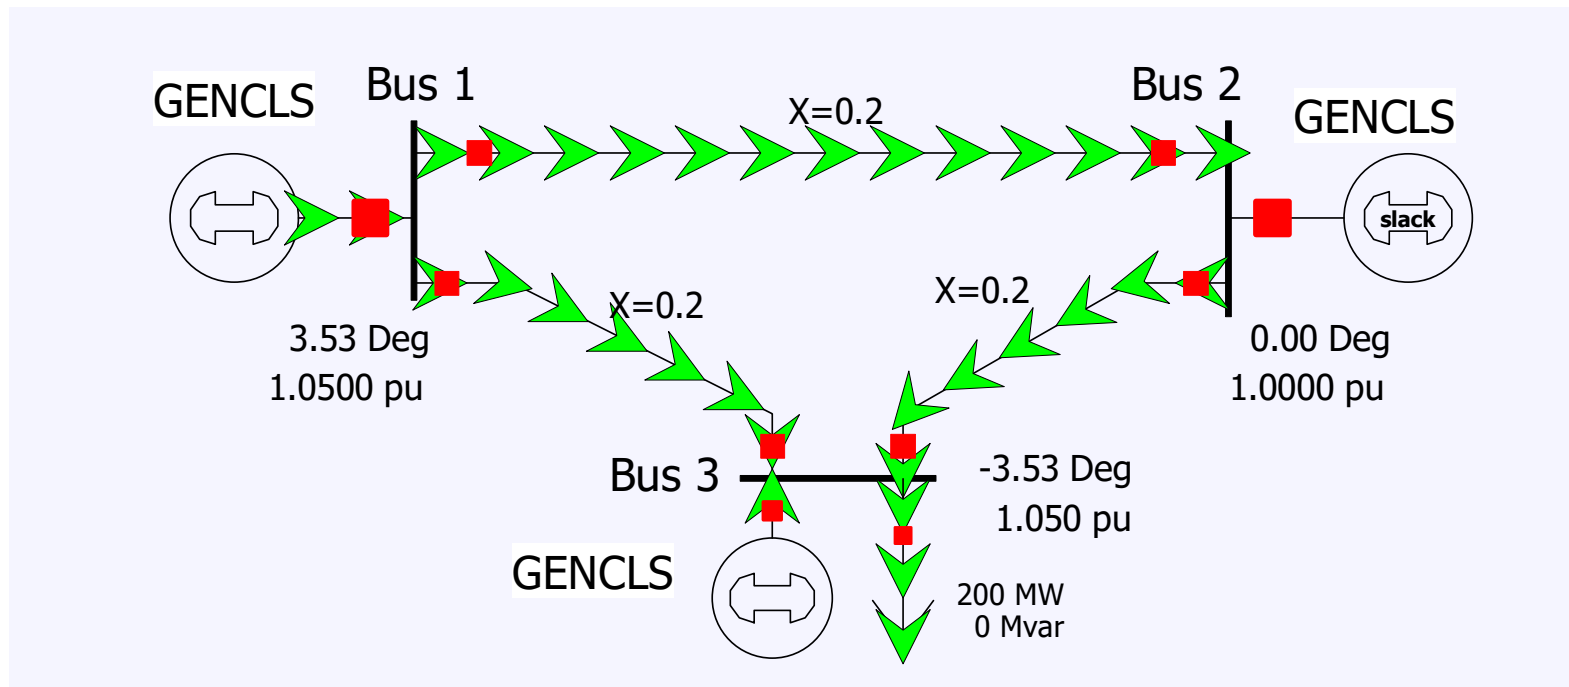 Bus 1
Bus 2
GENCLS
X=0.2
GENCLS
slack
X=0.2
X=0.2
3.53 Deg
1.0500 pu
0.00 Deg
1.0000 pu
Bus 3
-3.53 Deg
1.050 pu
GENCLS
200 MW
0 Mvar